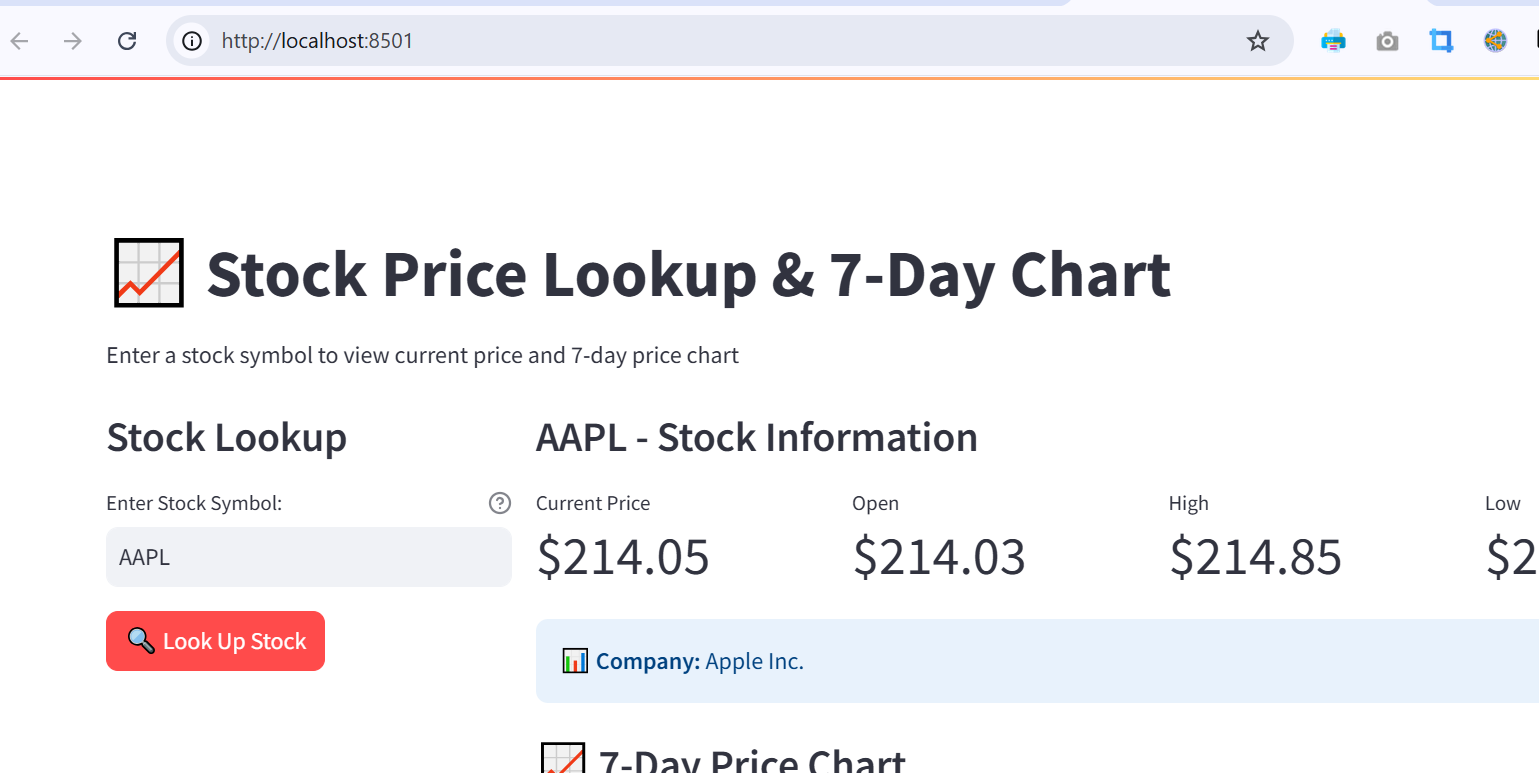 http://localhost:8501
Stock Price Lookup & 7-Day Chart
Enter a stock symbol to view current price and 7-day price chart
Stock Lookup
Enter Stock Symbol:
AAPL
Look Up Stock
AAPL - Stock Information
Current Price Open High Low
$214.05 $214.03 $214.85 $2
Company: Apple Inc.
7-Day Price Chart